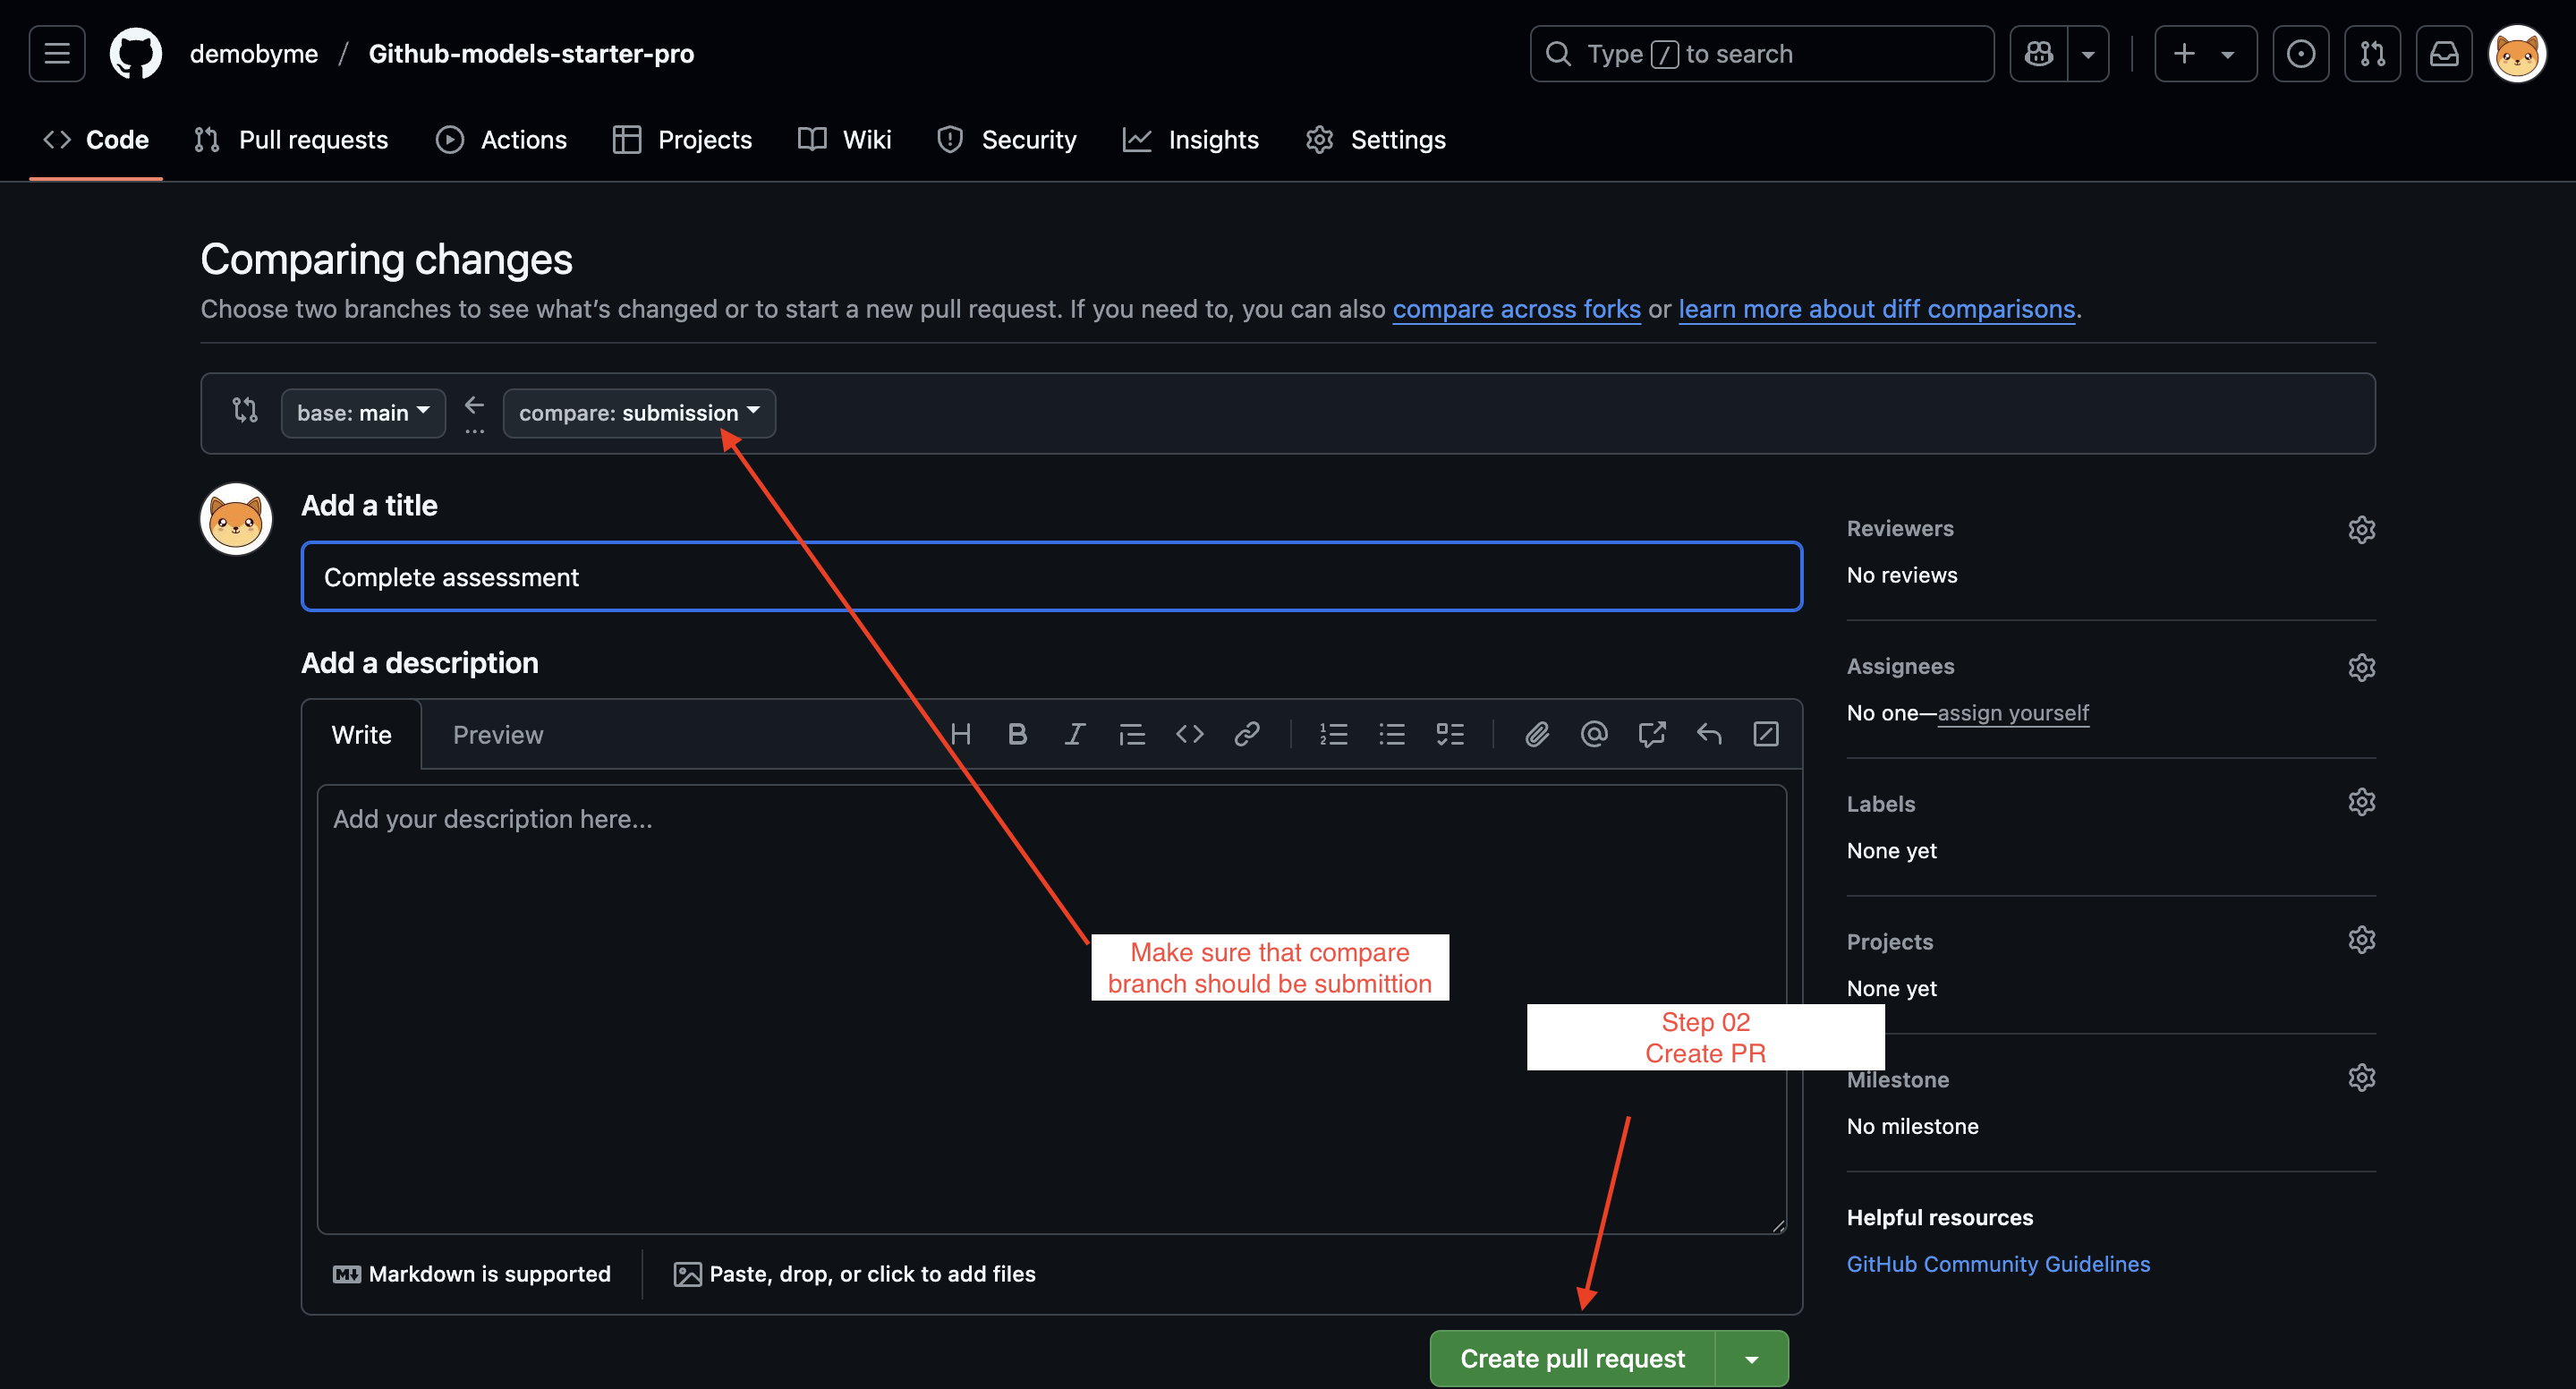 demobyme / Github-models-starter-pro
Type / to search
Code Pull requests Actions Projects Wiki Security Insights Settings
Comparing changes
Choose two branches to see what’s changed or to start a new pull request. If you need to, you can also compare across forks or learn more about diff comparisons.
base: main ← ... compare: submission
Add a title
Complete assessment
Add a description
Write Preview
Add your description here...
Make sure that compare
branch should be submittion
Step 02
Create PR
Markdown is supported
Paste, drop, or click to add files
Create pull request
Reviewers
No reviews
Assignees
No one—assign yourself
Labels
None yet
Projects
None yet
Milestone
No milestone
Helpful resources
GitHub Community Guidelines